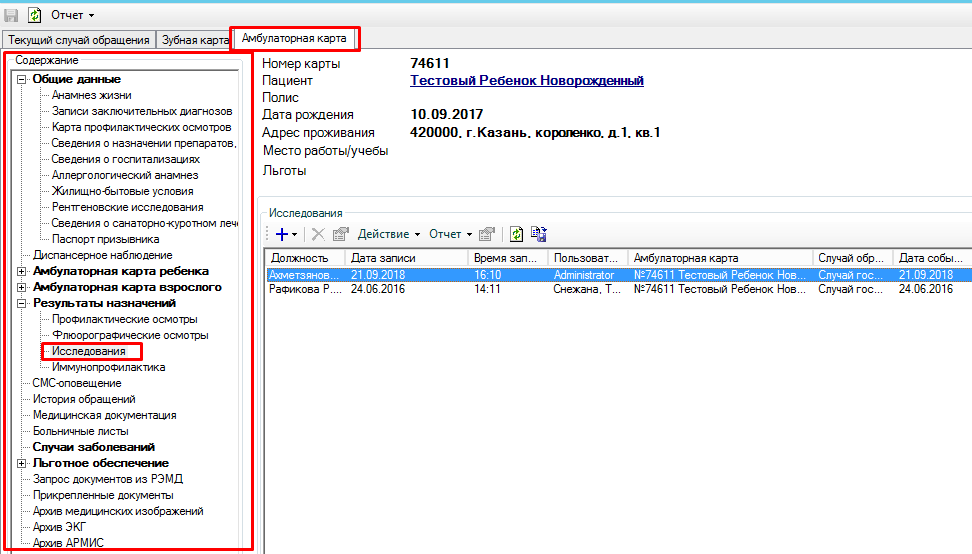 Отчет
Текущий случай обращения
Зубная карта
Амбулаторная карта
Содержание
Общие данные
Анамнез жизни
Записи заключительных диагнозов
Карта профилактических осмотров
Сведения о назначении препаратов,
Сведения о госпитализациях
Аллергологический анамнез
Жилищно-бытовые условия
Рентгеновские исследования
Сведения о санаторно-куротном лече
Паспорт призывника
Диспансерное наблюдение
Амбулаторная карта ребенка
Амбулаторная карта взрослого
Результаты назначений
Профилактические осмотры
Флюорографические осмотры
Исследования
Иммунопрофилактика
СМС-оповещение
История обращений
Медицинская документация
Больничные листы
Случаи заболеваний
Льготное обеспечение
Запрос документов из РЭМД
Прикрепленные документы
Архив медицинских изображений
Архив ЭКГ
Архив АРМИС
Номер карты 74611
Пациент Тестовый Ребенок Новорожденный
Полис
Дата рождения 10.09.2017
Адрес проживания 420000, г.Казань, короленко, д.1, кв.1
Место работы/учебы
Льготы
Исследования
Действие Отчет
Должность Дата записи Время зап... Пользоват... Амбулаторная карта Случай обр... Дата собы...
Ахметзянов... 21.09.2018 16:10 Administrator №74611 Тестовый Ребенок Нов... Случай гос... 21.09.2018
Рафикова Р.... 24.06.2016 14:11 Снежана, Т... №74611 Тестовый Ребенок Нов... Случай гос... 24.06.2016